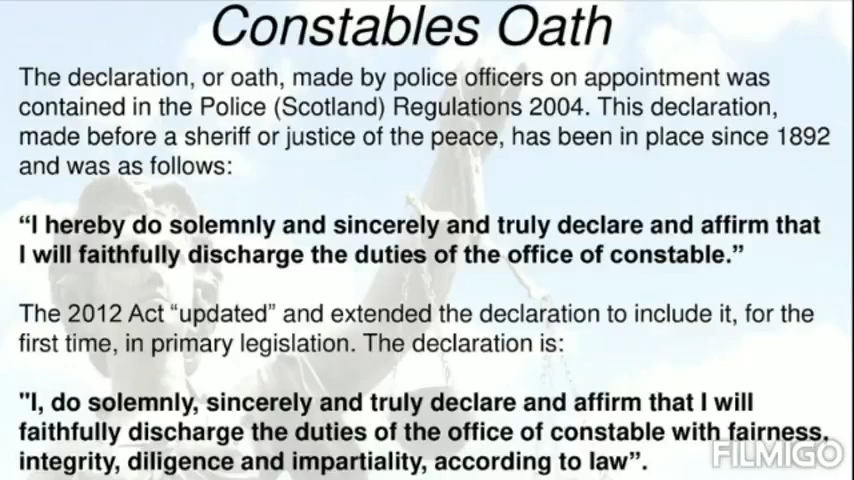 Constables Oath
The declaration, or oath, made by police officers on appointment was
contained in the Police (Scotland) Regulations 2004. This declaration,
made before a sheriff or justice of the peace, has been in place since 1892
and was as follows:
“I hereby do solemnly and sincerely and truly declare and affirm that
I will faithfully discharge the duties of the office of constable.”
The 2012 Act “updated” and extended the declaration to include it, for the
first time, in primary legislation. The declaration is:
"I, do solemnly, sincerely and truly declare and affirm that I will
faithfully discharge the duties of the office of constable with fairness,
integrity, diligence and impartiality, according to law”.
FILMIGO